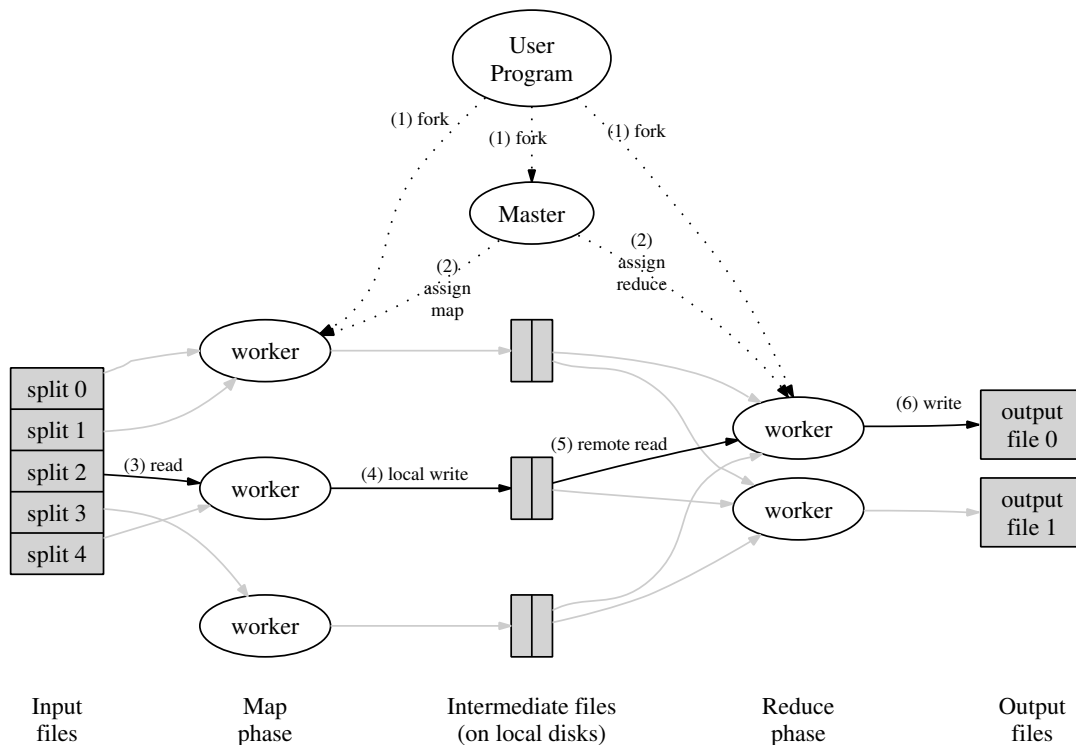 User
Program
(1) fork
(1) fork
(1) fork
Master
(2)
assign
map
(2)
assign
reduce
worker
split 0
split 1
split 2
split 3
split 4
(3) read
worker
(4) local write
(5) remote read
worker
(6) write
output
file 0
worker
output
file 1
worker
Input
files
Map
phase
Intermediate files
(on local disks)
Reduce
phase
Output
files